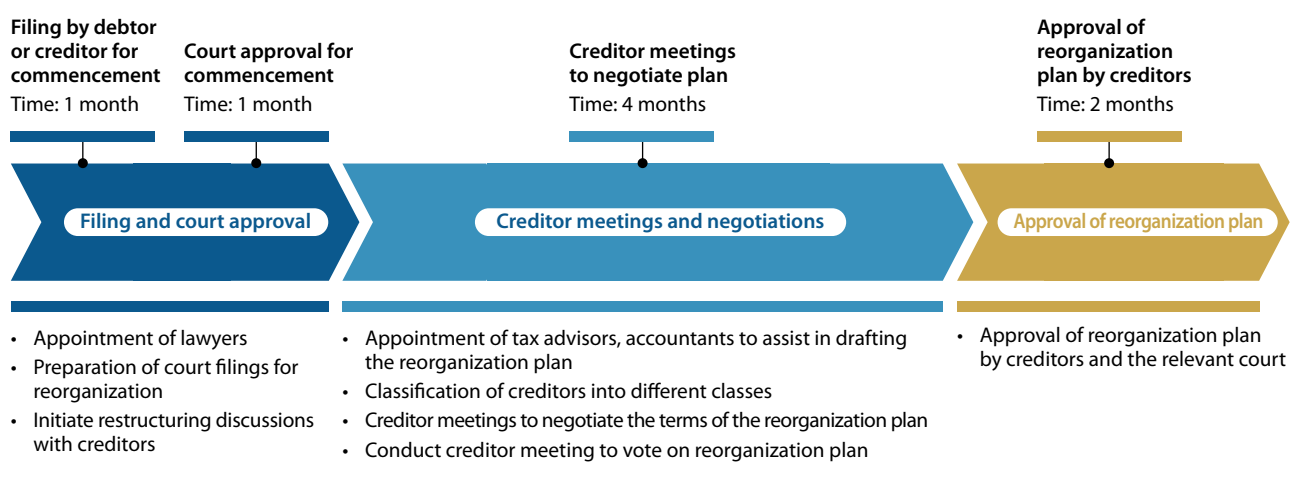 Filing by debtor
or creditor for
commencement
Time: 1 month
Court approval for
commencement
Time: 1 month
Creditor meetings
to negotiate plan
Time: 4 months
Approval of
reorganization
plan by creditors
Time: 2 months
Filing and court approval
Creditor meetings and negotiations
Approval of reorganization plan
• Appointment of lawyers
• Preparation of court filings for
reorganization
• Initiate restructuring discussions
with creditors
• Appointment of tax advisors, accountants to assist in drafting
the reorganization plan
• Classification of creditors into different classes
• Creditor meetings to negotiate the terms of the reorganization plan
• Conduct creditor meeting to vote on reorganization plan
• Approval of reorganization plan
by creditors and the relevant court